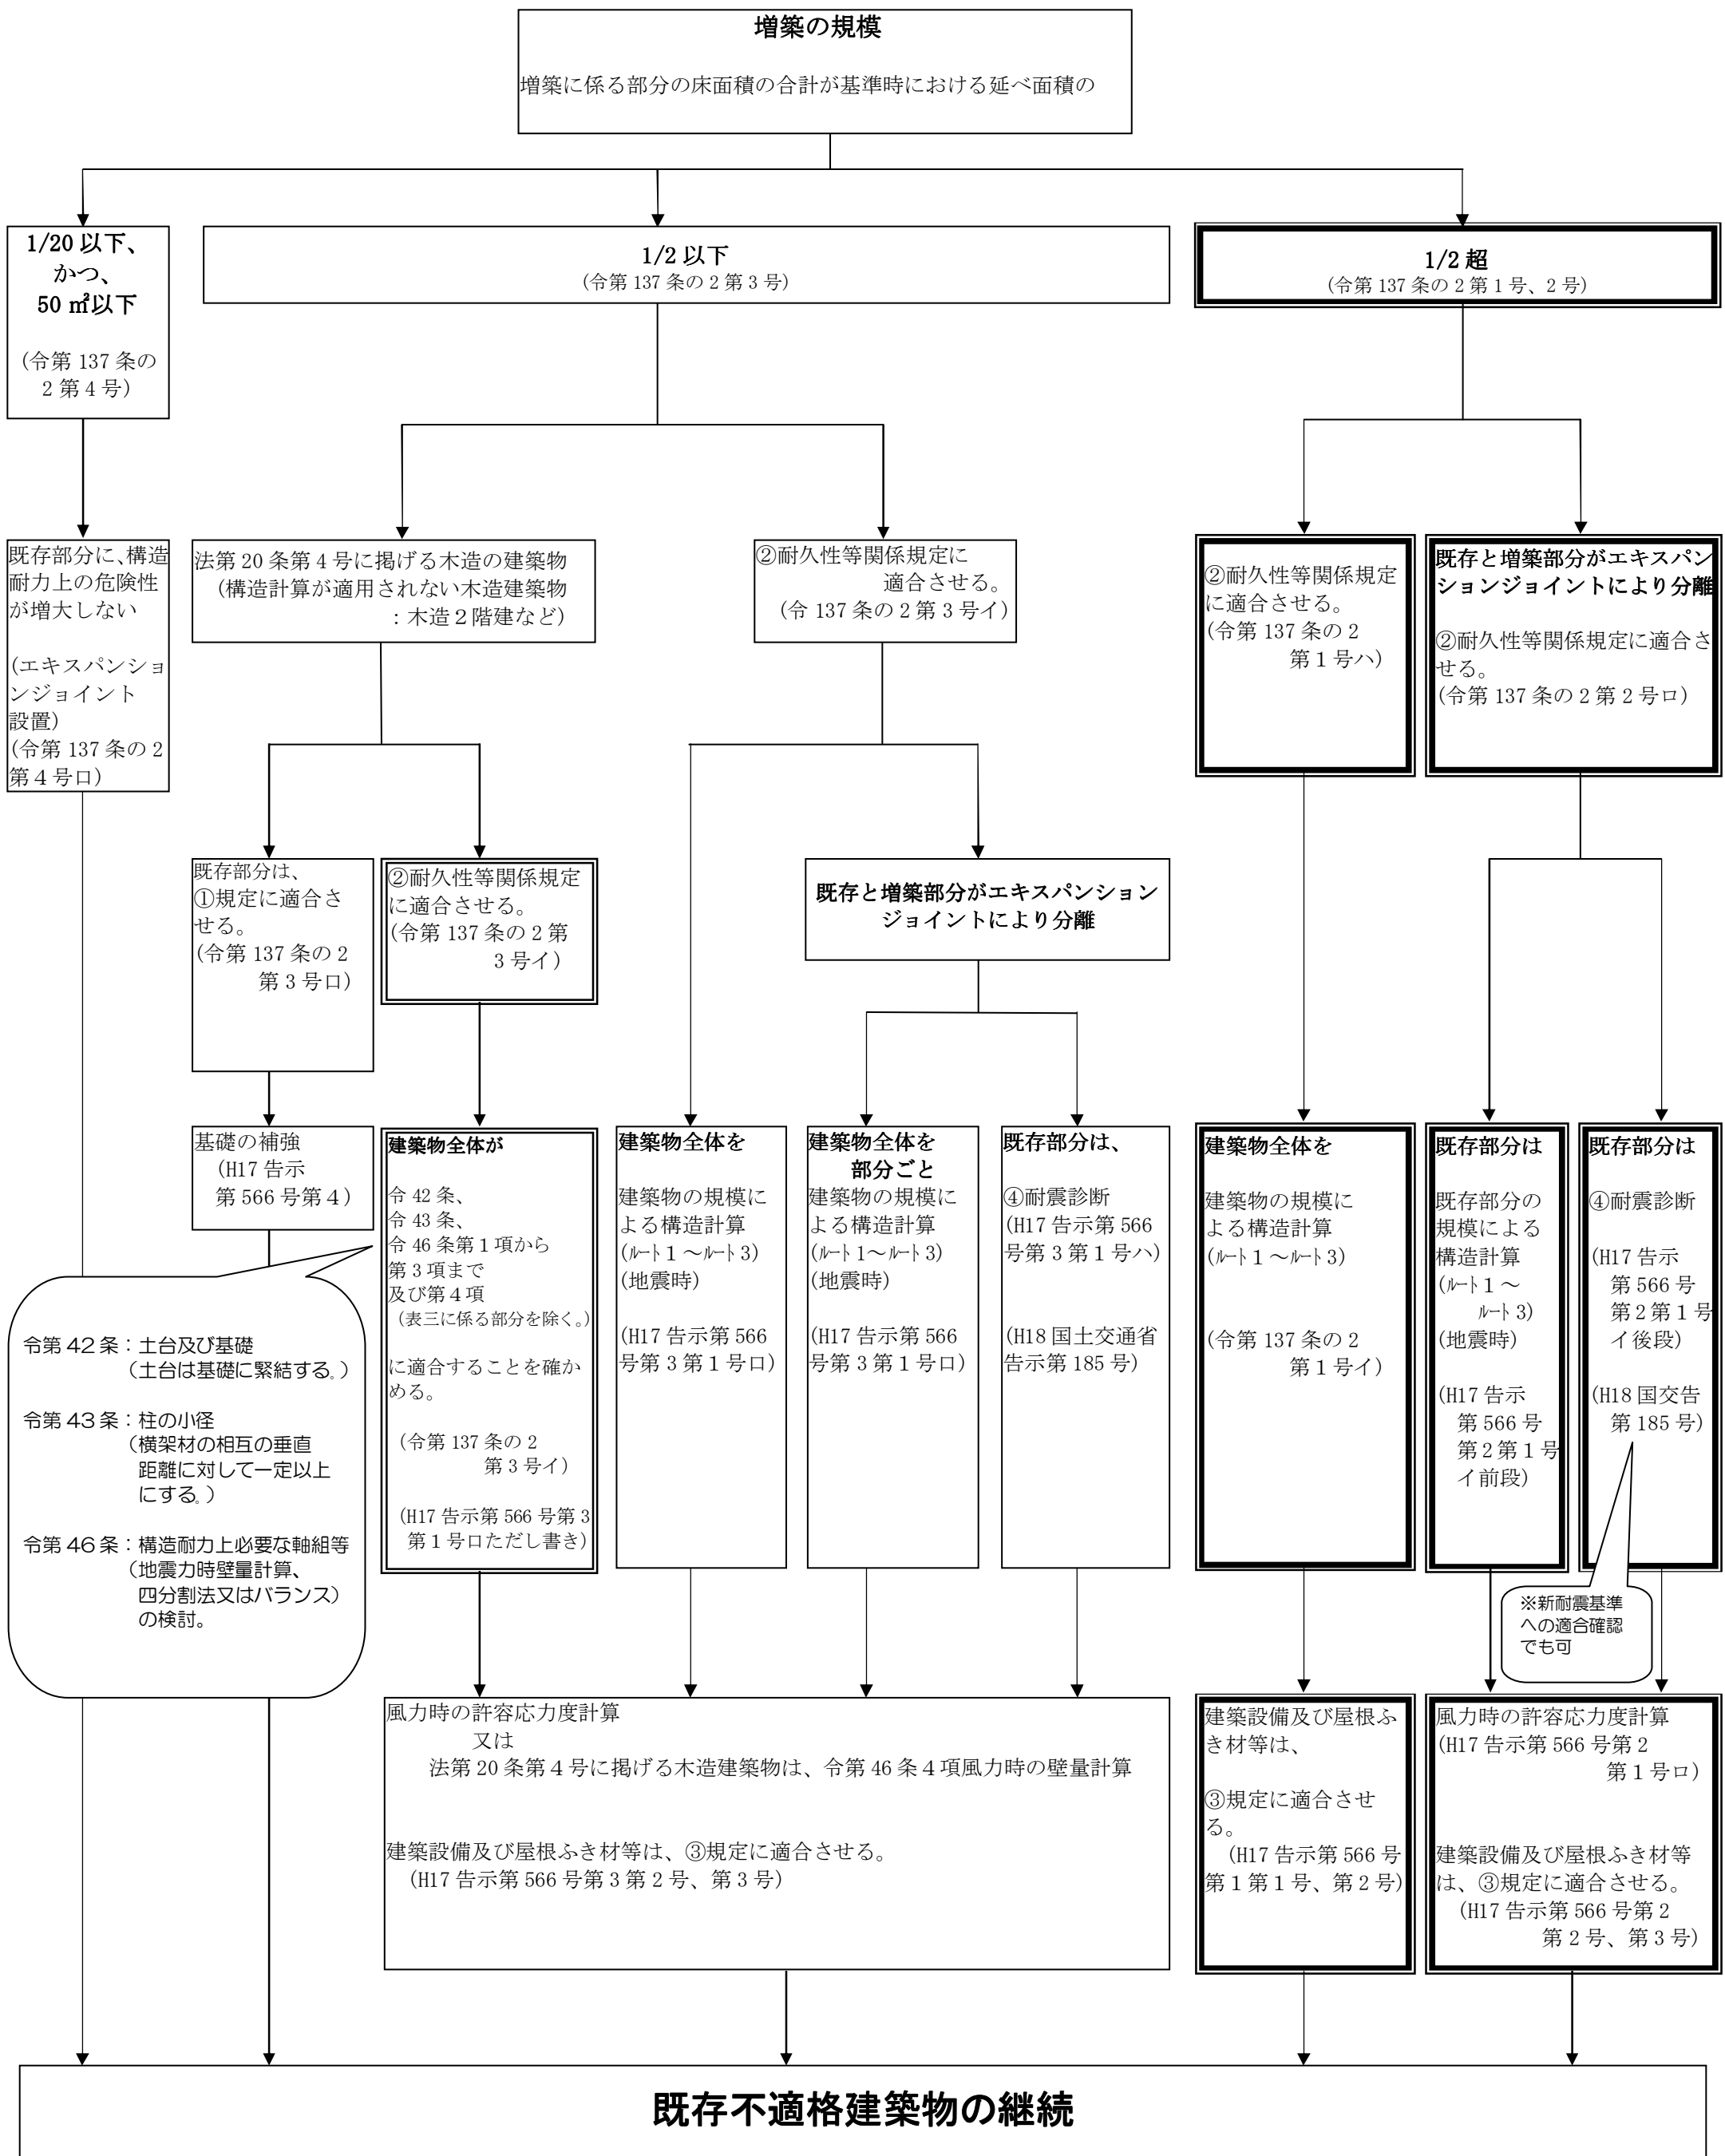 増築の規模
増築に係る部分の床面積の合計が基準時における延べ面積の
1/20 以下、
かつ、
50 ㎡以下
(令第 137 条の
2 第 4 号)
1/2 以下
(令第 137 条の 2 第 3 号)
1/2 超
(令第 137 条の 2 第 1 号、2 号)
既存部分に、構造
耐力上の危険性
が増大しない
(エキスパンショ
ンジョイント
設置)
(令第 137 条の 2
第 4 号ロ)
法第 20 条第 4 号に掲げる木造の建築物
(構造計算が適用されない木造建築物
：木造２階建など)
②耐久性等関係規定に
適合させる。
(令 137 条の 2 第 3 号イ)
②耐久性等関係規定
に適合させる。
(令第 137 条の 2
第１号ハ)
既存と増築部分がエキスパン
ションジョイントにより分離
②耐久性等関係規定に適合さ
せる。
(令第 137 条の 2 第 2 号ロ)
既存部分は、
①規定に適合さ
せる。
(令第 137 条の 2
第 3 号ロ)
②耐久性等関係規定
に適合させる。
(令第 137 条の 2 第
3 号イ)
既存と増築部分がエキスパンション
ジョイントにより分離
基礎の補強
(H17 告示
第 566 号第４)
建築物全体が
令 42 条、
令 43 条、
令 46 条第１項から
第３項まで
及び第４項
(表三に係る部分を除く。)
に適合することを確か
める。
(令第 137 条の 2
第 3 号イ)
(H17 告示第 566 号第 3
第１号ロただし書き)
建築物全体を
建築物の規模に
よる構造計算
(ﾙｰﾄ１～ﾙｰﾄ3)
(地震時)
(H17 告示第 566
号第 3 第１号ロ)
建築物全体を
部分ごと
建築物の規模に
よる構造計算
(ﾙｰﾄ 1～ﾙｰﾄ 3)
(地震時)
(H17 告示第 566
号第 3 第１号ロ)
既存部分は、
④耐震診断
(H17 告示第 566
号第 3 第１号ハ)
(H18 国土交通省
告示第 185 号)
建築物全体を
建築物の規模に
よる構造計算
(ﾙｰﾄ１～ﾙｰﾄ3)
(令第 137 条の 2
第１号イ)
既存部分は
既存部分の
規模による
構造計算
(ﾙｰﾄ 1～
ﾙｰﾄ 3)
(地震時)
(H17 告示
第 566 号
第２第１号
イ前段)
既存部分は
④耐震診断
(H17 告示
第 566 号
第２第１号
イ後段)
(H18 国交告
第 185 号)
令第 42 条：土台及び基礎
(土台は基礎に緊結する。)
令第 43 条：柱の小径
(横架材の相互の垂直
距離に対して一定以上
にする。)
令第 46 条：構造耐力上必要な軸組等
(地震力時壁量計算、
四分割法又はバランス)
の検討。
※新耐震基準
への適合確認
でも可
風力時の許容応力度計算
又は
法第 20 条第４号に掲げる木造建築物は、令第 46 条４項風力時の壁量計算
建築設備及び屋根ふき材等は、③規定に適合させる。
(H17 告示第 566 号第 3 第 2 号、第 3 号)
建築設備及び屋根ふ
き材等は、
③規定に適合させ
る。
(H17 告示第 566 号
第１第１号、第２号)
風力時の許容応力度計算
(H17 告示第 566 号第 2
第１号ロ)
建築設備及び屋根ふき材等
は、③規定に適合させる。
(H17 告示第 566 号第 2
第 2 号、第 3 号)
既存不適格建築物の継続